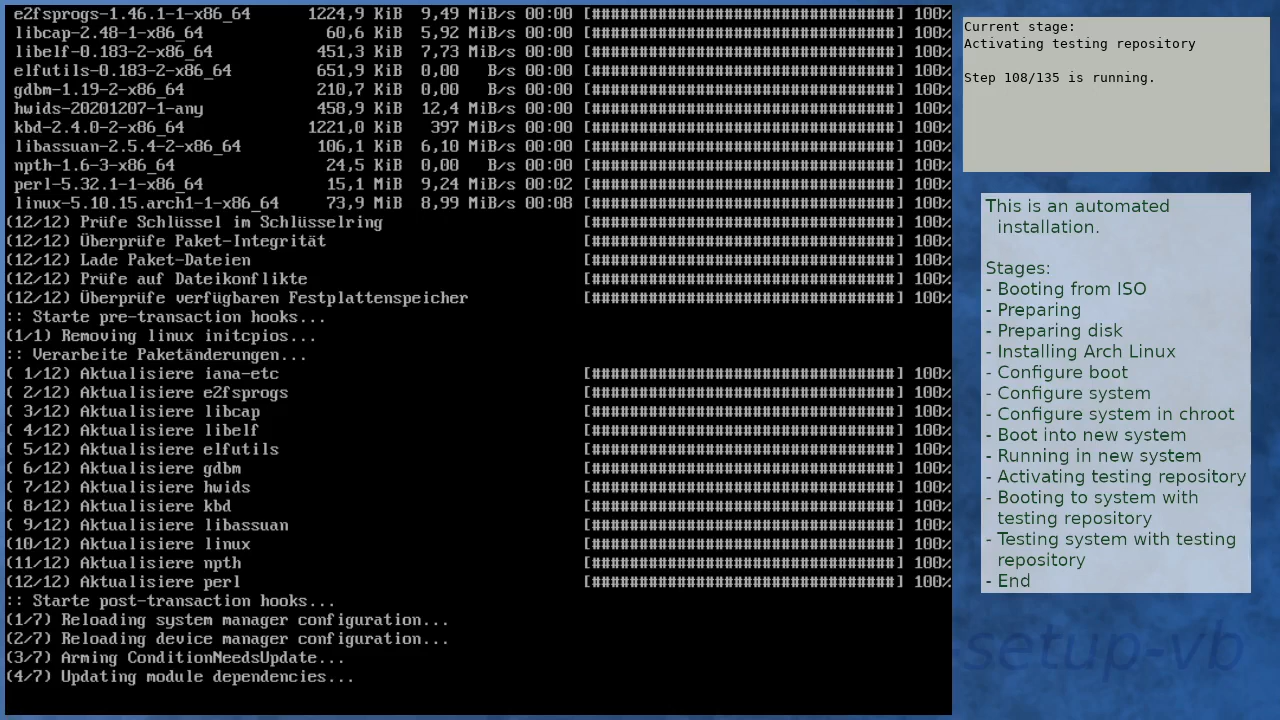 e2fsprogs-1.46.1-1-x86_64 1224,9 KiB 9,49 MiB/s 00:00 [################################] 100%
libcap-2.48-1-x86_64 60,6 KiB 5,92 MiB/s 00:00 [################################] 100%
libelf-0.183-2-x86_64 451,3 KiB 7,73 MiB/s 00:00 [################################] 100%
elfutils-0.183-2-x86_64 651,9 KiB 0,00 B/s 00:00 [################################] 100%
gdbm-1.19-2-x86_64 210,7 KiB 0,00 B/s 00:00 [################################] 100%
hwids-20201207-1-any 458,9 KiB 12,4 MiB/s 00:00 [################################] 100%
kbd-2.4.0-2-x86_64 1221,0 KiB 397 MiB/s 00:00 [################################] 100%
libassuan-2.5.4-2-x86_64 106,1 KiB 6,10 MiB/s 00:00 [################################] 100%
npth-1.6-3-x86_64 24,5 KiB 0,00 B/s 00:00 [################################] 100%
perl-5.32.1-1-x86_64 15,1 MiB 9,24 MiB/s 00:02 [################################] 100%
linux-5.10.15.arch1-1-x86_64 73,9 MiB 8,99 MiB/s 00:08 [################################] 100%
(12/12) Prüfe Schlüssel im Schlüsselring [################################] 100%
(12/12) Überprüfe Paket-Integrität [################################] 100%
(12/12) Lade Paket-Dateien [################################] 100%
(12/12) Prüfe auf Dateikonflikte [################################] 100%
(12/12) Überprüfe verfügbaren Festplattenspeicher [################################] 100%
:: Starte pre-transaction hooks...
(1/1) Removing linux initcpios...
:: Verarbeite Paketänderungen...
( 1/12) Aktualisiere iana-etc [################################] 100%
( 2/12) Aktualisiere e2fsprogs [################################] 100%
( 3/12) Aktualisiere libcap [################################] 100%
( 4/12) Aktualisiere libelf [################################] 100%
( 5/12) Aktualisiere elfutils [################################] 100%
( 6/12) Aktualisiere gdbm [################################] 100%
( 7/12) Aktualisiere hwids [################################] 100%
( 8/12) Aktualisiere kbd [################################] 100%
( 9/12) Aktualisiere libassuan [################################] 100%
(10/12) Aktualisiere linux [################################] 100%
(11/12) Aktualisiere npth [################################] 100%
(12/12) Aktualisiere perl [################################] 100%
:: Starte post-transaction hooks...
(1/7) Reloading system manager configuration...
(2/7) Reloading device manager configuration...
(3/7) Arming ConditionNeedsUpdate...
(4/7) Updating module dependencies...
Current stage:
Activating testing repository
Step 108/135 is running.
This is an automated
installation.
Stages:
- Booting from ISO
- Preparing
- Preparing disk
- Installing Arch Linux
- Configure boot
- Configure system
- Configure system in chroot
- Boot into new system
- Running in new system
- Activating testing repository
- Booting to system with
testing repository
- Testing system with testing
repository
- End
setup-vb